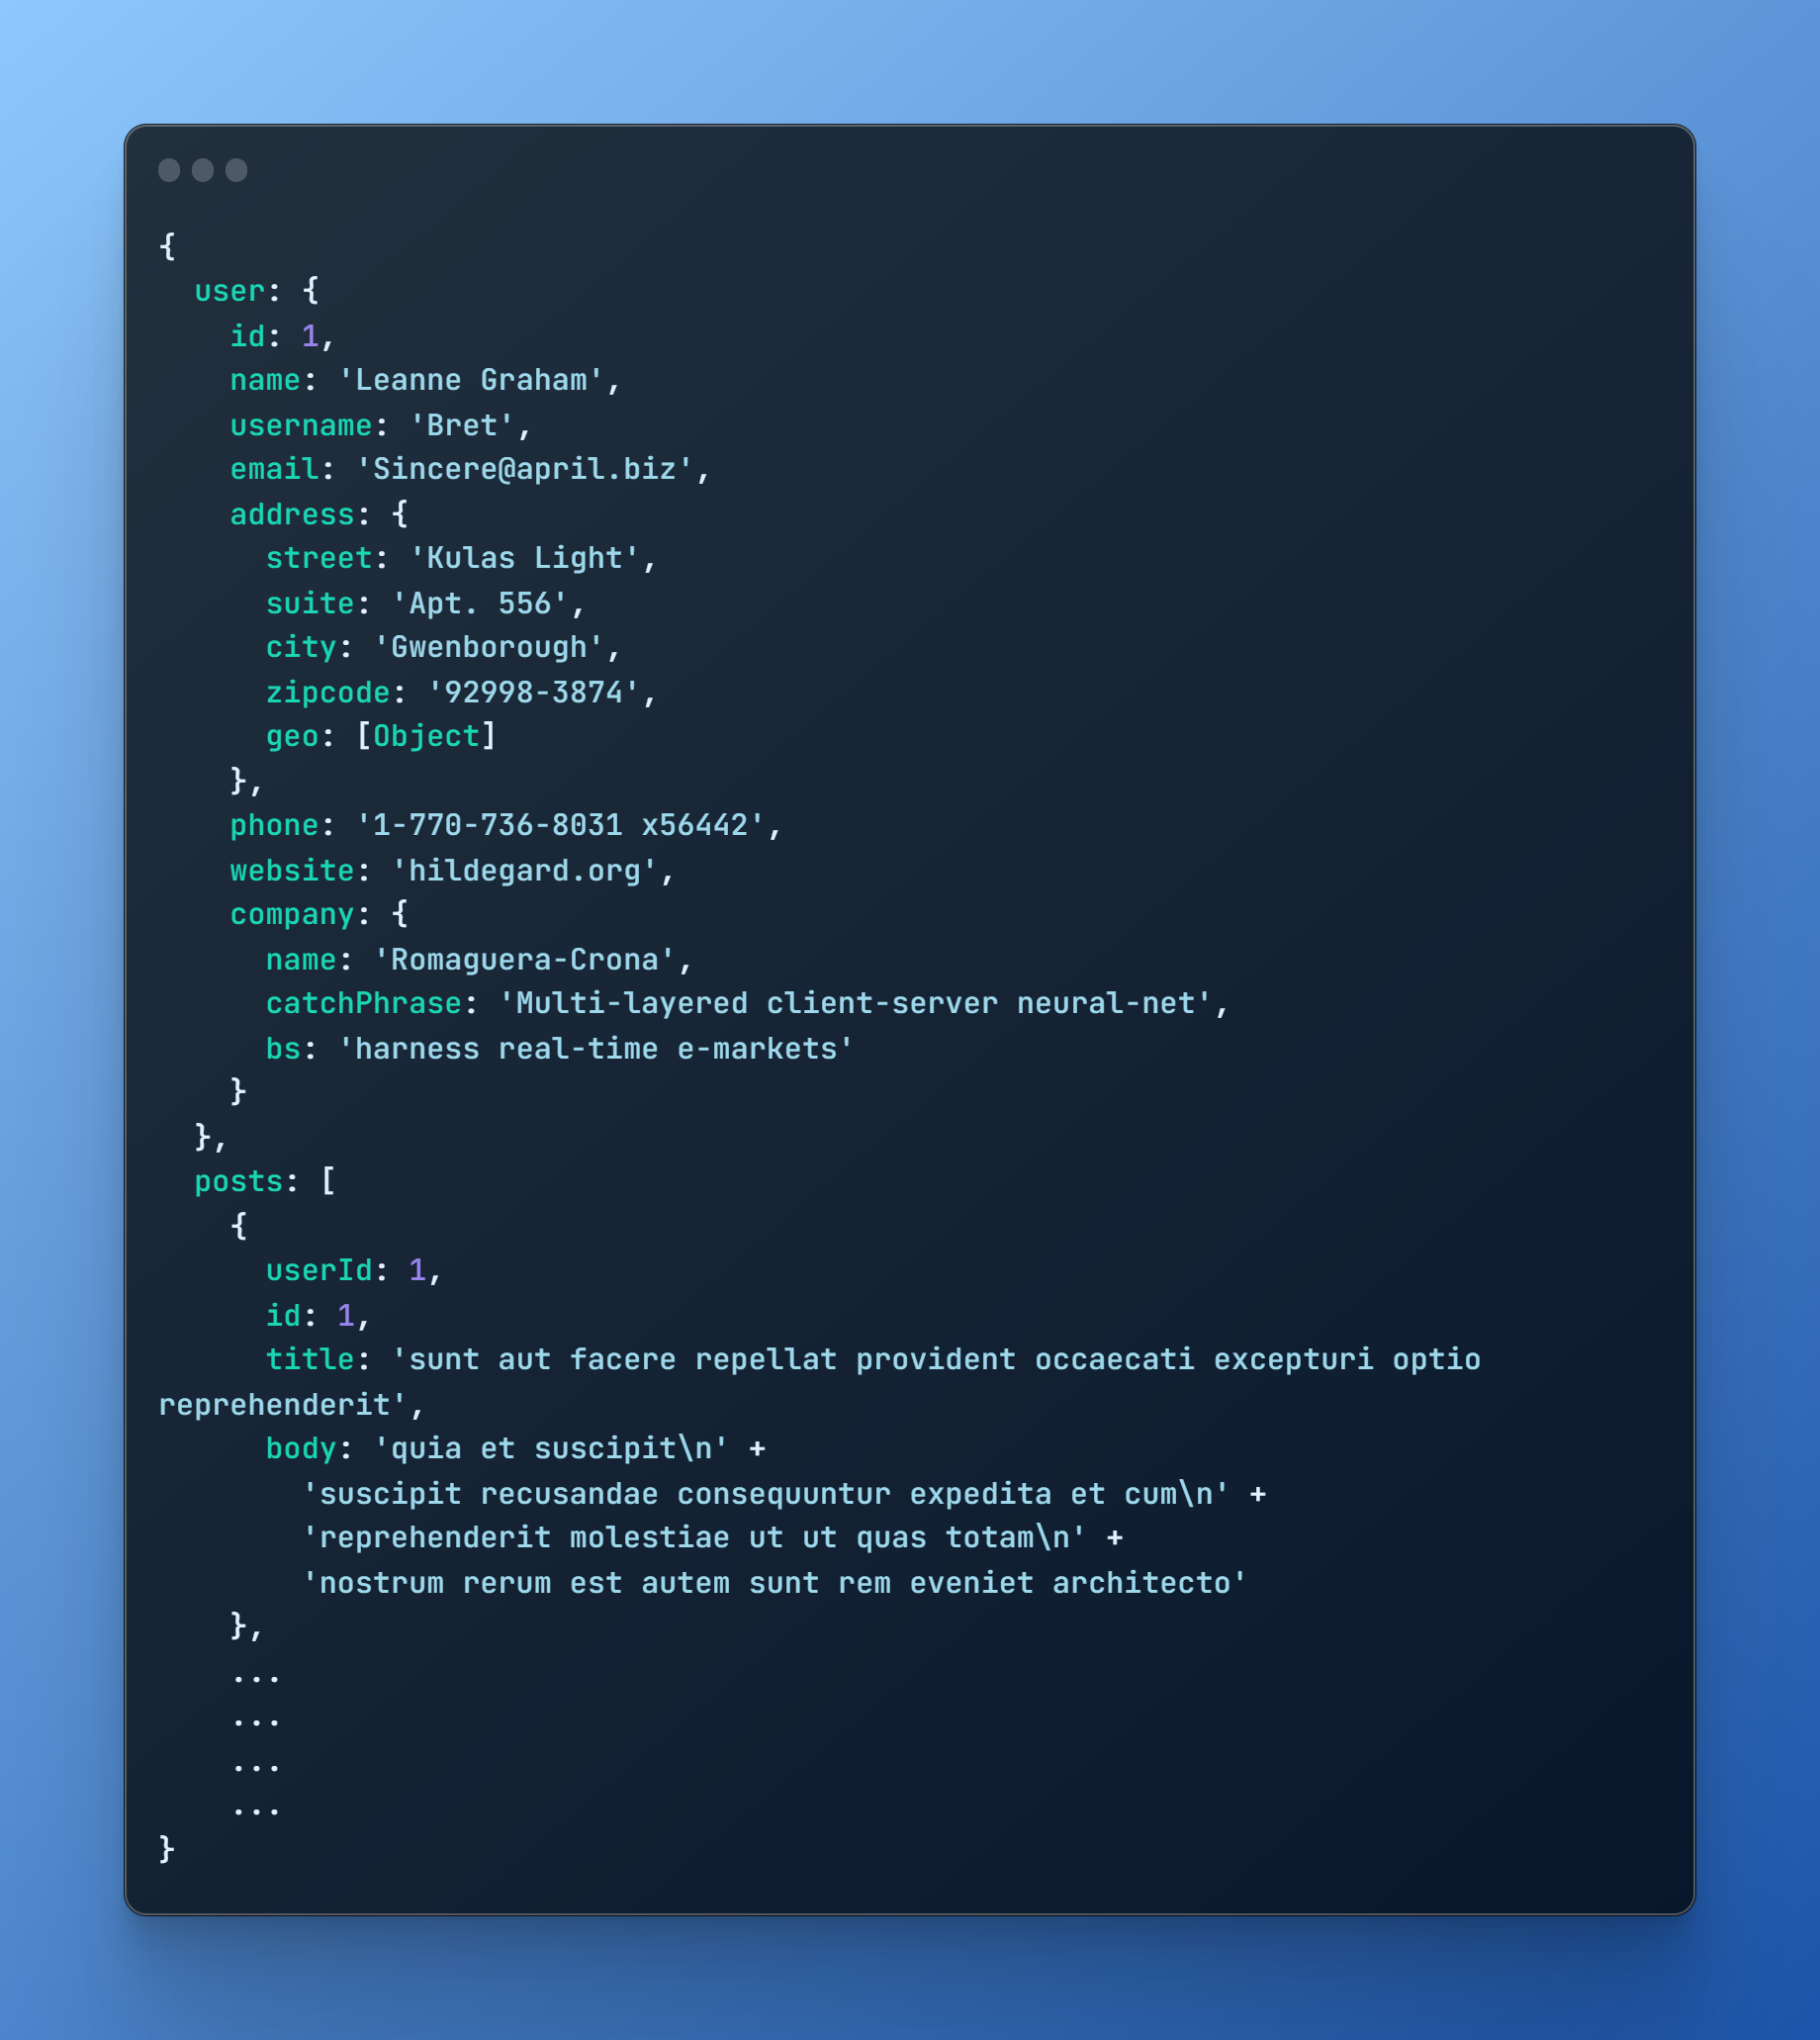 {
  user: {
    id: 1,
    name: 'Leanne Graham',
    username: 'Bret',
    email: 'Sincere@april.biz',
    address: {
      street: 'Kulas Light',
      suite: 'Apt. 556',
      city: 'Gwenborough',
      zipcode: '92998-3874',
      geo: [Object]
    },
    phone: '1-770-736-8031 x56442',
    website: 'hildegard.org',
    company: {
      name: 'Romaguera-Crona',
      catchPhrase: 'Multi-layered client-server neural-net',
      bs: 'harness real-time e-markets'
    }
  },
  posts: [
    {
      userId: 1,
      id: 1,
      title: 'sunt aut facere repellat provident occaecati excepturi optio
reprehenderit',
      body: 'quia et suscipit\n' +
        'suscipit recusandae consequuntur expedita et cum\n' +
        'reprehenderit molestiae ut ut quas totam\n' +
        'nostrum rerum est autem sunt rem eveniet architecto'
    },
    ...
    ...
    ...
    ...
}